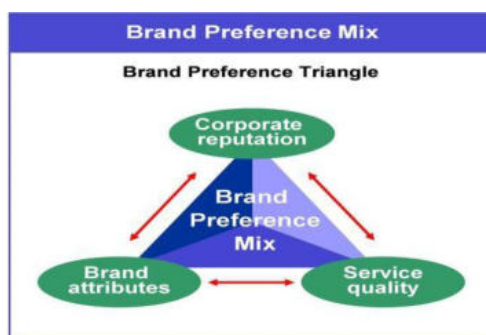 Brand Preference Mix
Brand Preference Triangle
Corporate
reputation
Brand
Preference
Mix
Brand
attributes
Service
quality